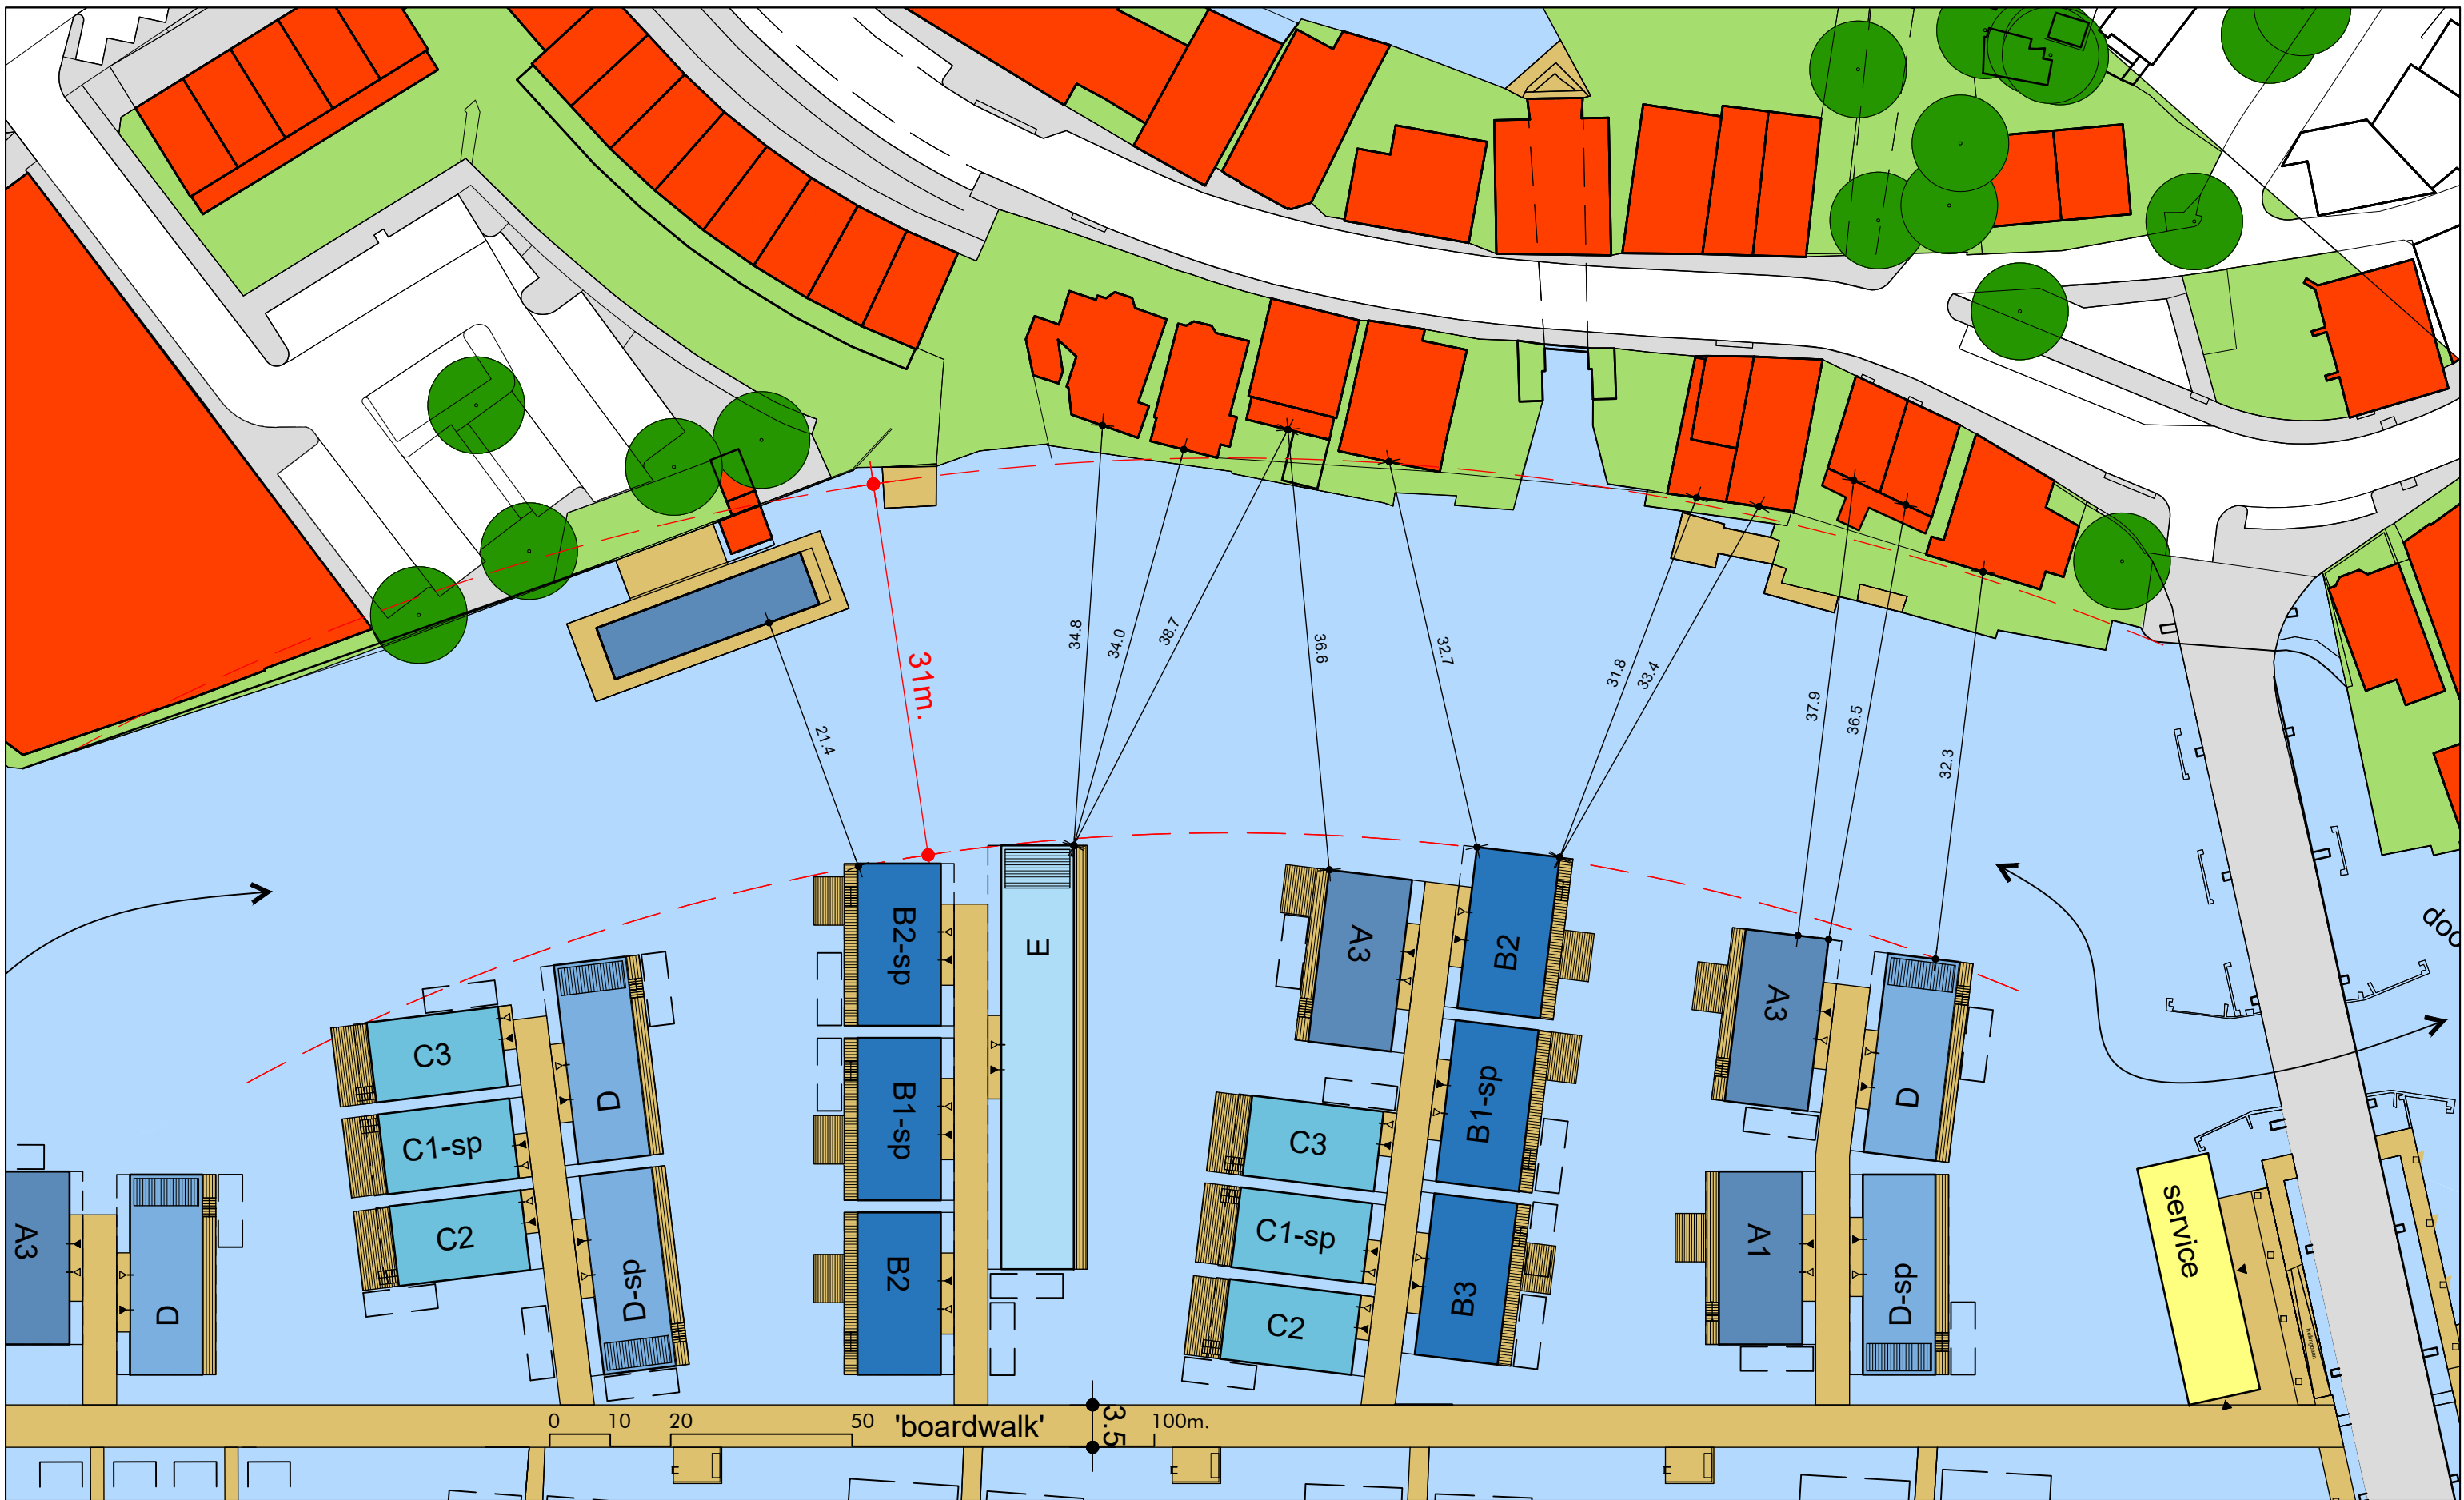 31m.
34.8
34.0
38.7
36.6
32.7
31.8
33.4
37.9
36.5
32.3
21.4
B2-sp
E
A3
B2
A3
D
C3
D
C1-sp
B1-sp
C3
B1-sp
A3
D
C2
D-sp
B2
C1-sp
C2
B3
A1
D-sp
service
0 10 20 50 'boardwalk' 3.5 100m.
E
E
E